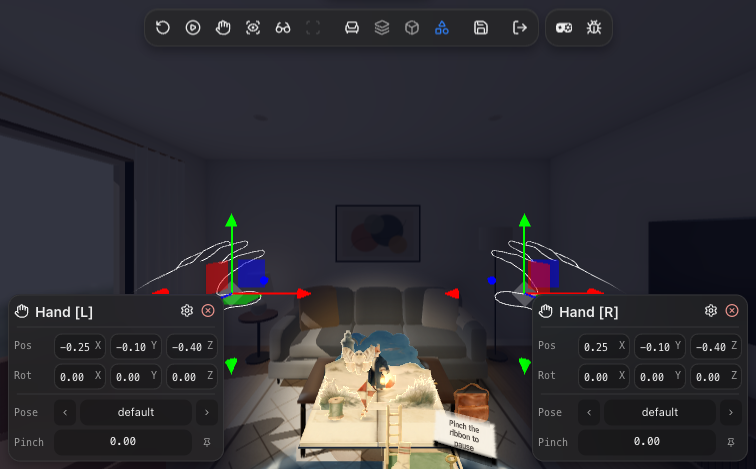 Hand [L]
Pos -0.25 X -0.10 Y -0.40 Z
Rot 0.00 X 0.00 Y 0.00 Z
Pose < default >
Pinch 0.00
Hand [R]
Pos 0.25 X -0.10 Y -0.40 Z
Rot 0.00 X 0.00 Y 0.00 Z
Pose < default >
Pinch 0.00
Pinch the
ribbon to
pause